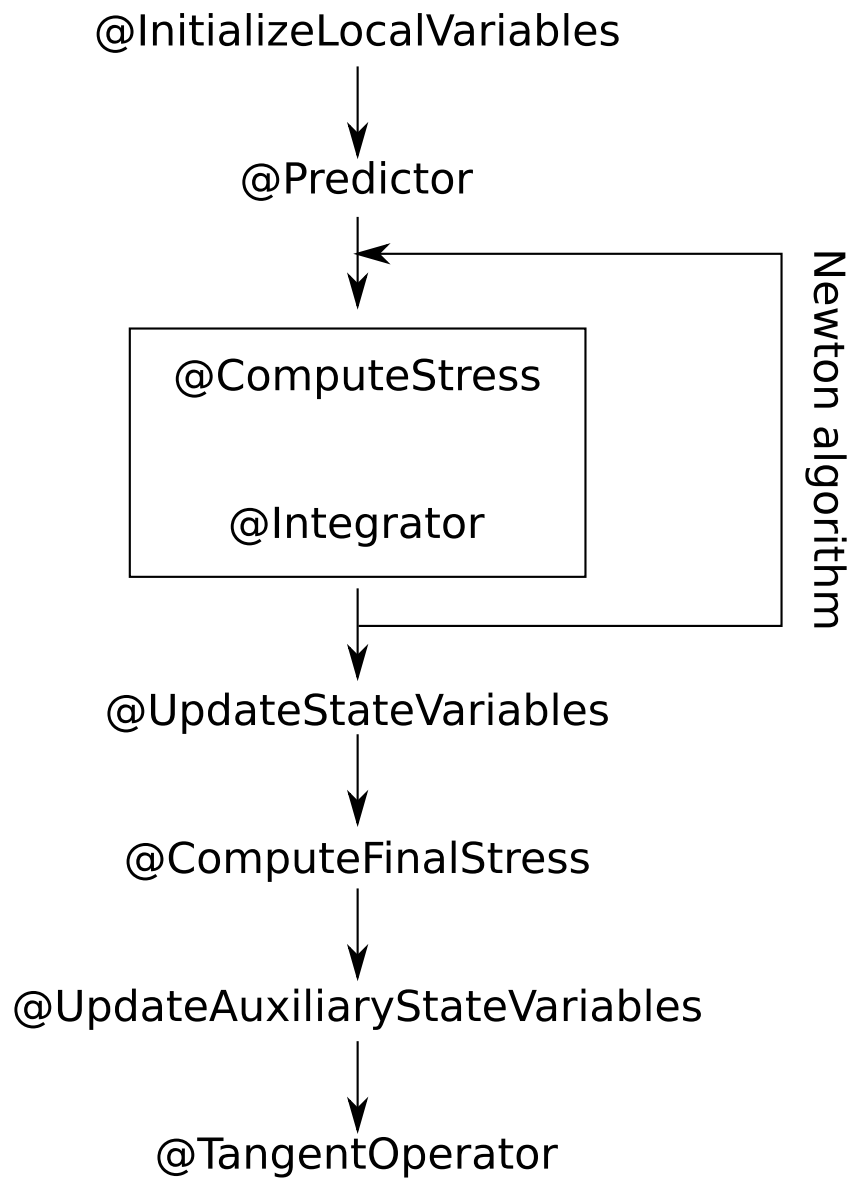 @InitializeLocalVariables
@Predictor
Newton algorithm
@ComputeStress
@Integrator
@UpdateStateVariables
@ComputeFinalStress
@UpdateAuxiliaryStateVariables
@TangentOperator